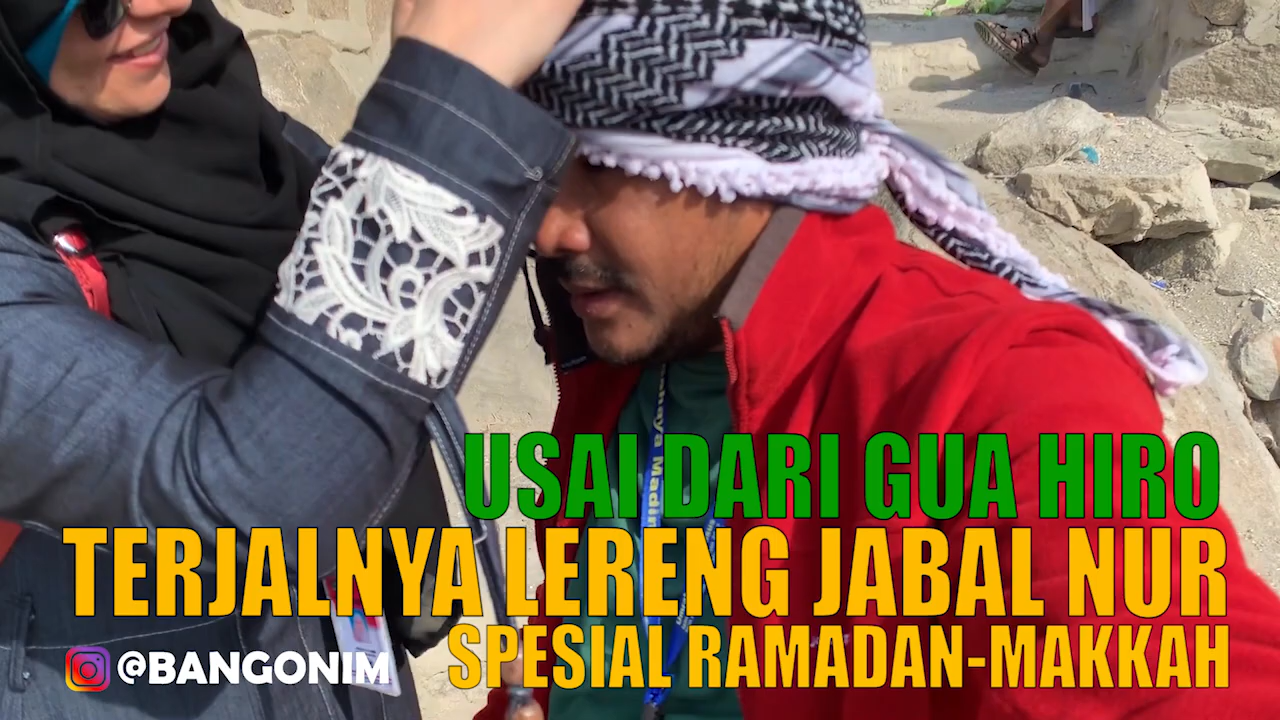 USAI DARI GUA HIRO
TERJALNYA LERENG JABAL NUR
SPESIAL RAMADAN-MAKKAH
@BANGONIM